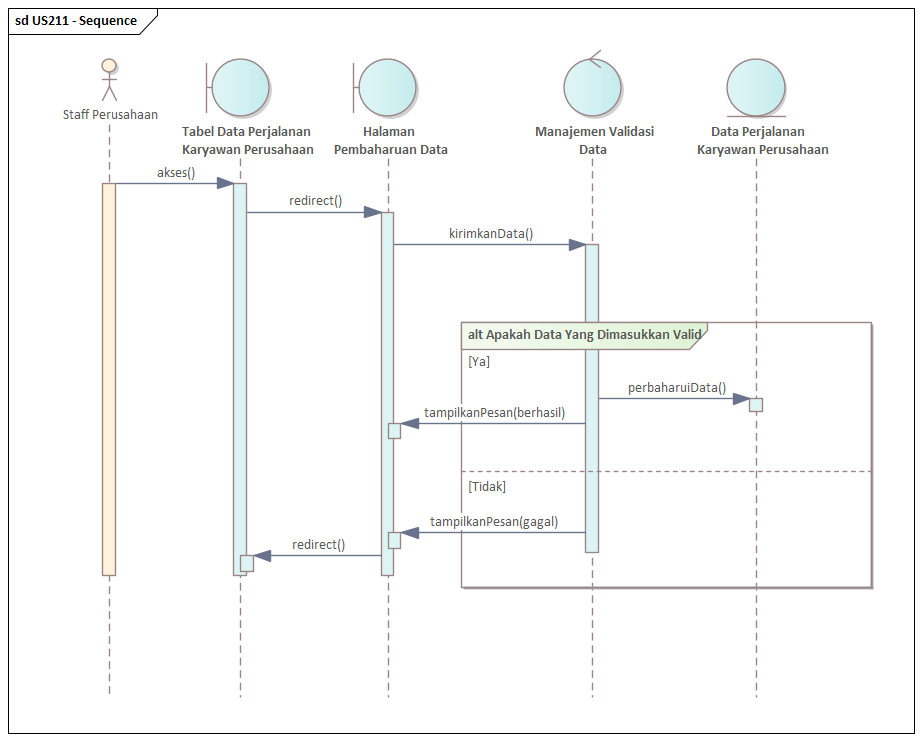 sd US211 - Sequence
Staff Perusahaan
Tabel Data Perjalanan
Karyawan Perusahaan
Halaman
Pembaharuan Data
Manajemen Validasi
Data
Data Perjalanan
Karyawan Perusahaan
akses()
redirect()
kirimkanData()
alt Apakah Data Yang Dimasukkan Valid
[Ya]
perbaharuiData()
tampilkanPesan(berhasil)
[Tidak]
tampilkanPesan(gagal)
redirect()